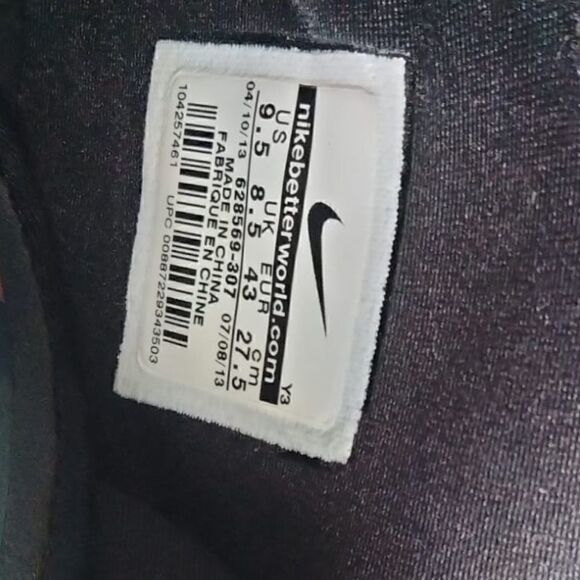 Y3
nikebetterworld.com
US UK EUR cm
9.5 8.5 43 27.5
04/10/13 628569-307 07/08/13
MADE IN CHINA
FABRIQUE EN CHINE
104257461 UPC 00887229343503